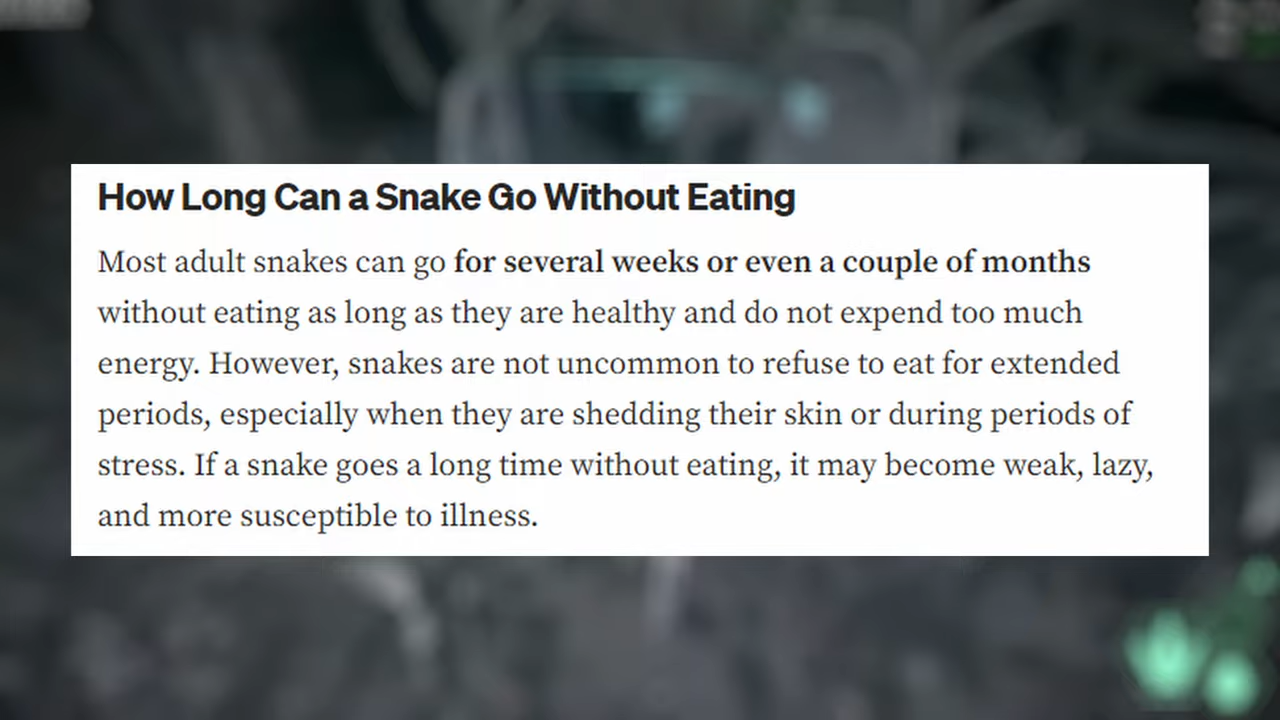 How Long Can a Snake Go Without Eating
Most adult snakes can go for several weeks or even a couple of months
without eating as long as they are healthy and do not expend too much
energy. However, snakes are not uncommon to refuse to eat for extended
periods, especially when they are shedding their skin or during periods of
stress. If a snake goes a long time without eating, it may become weak, lazy,
and more susceptible to illness.